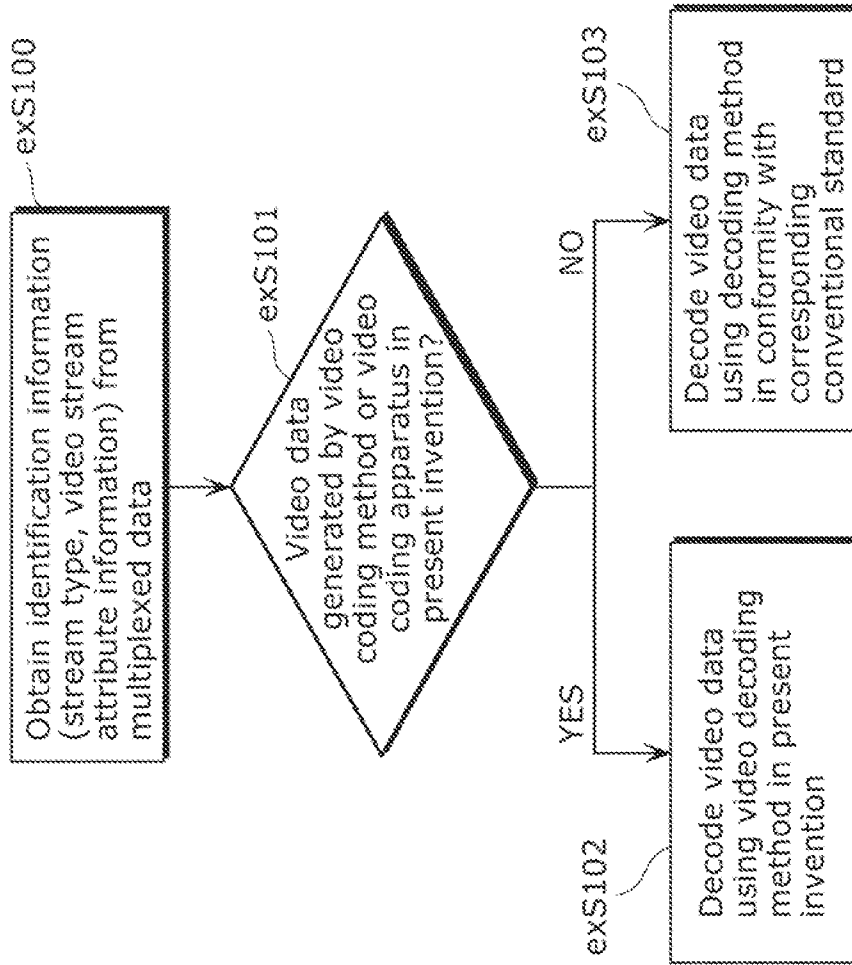 exS100
Obtain identification information
(stream type, video stream
attribute information) from
multiplexed data
exS101
Video data
generated by video
coding method or video
coding apparatus in
present invention?
YES
NO
exS102
Decode video data
using video decoding
method in present
invention
exS103
Decode video data
using decoding method
in conformity with
corresponding
conventional standard